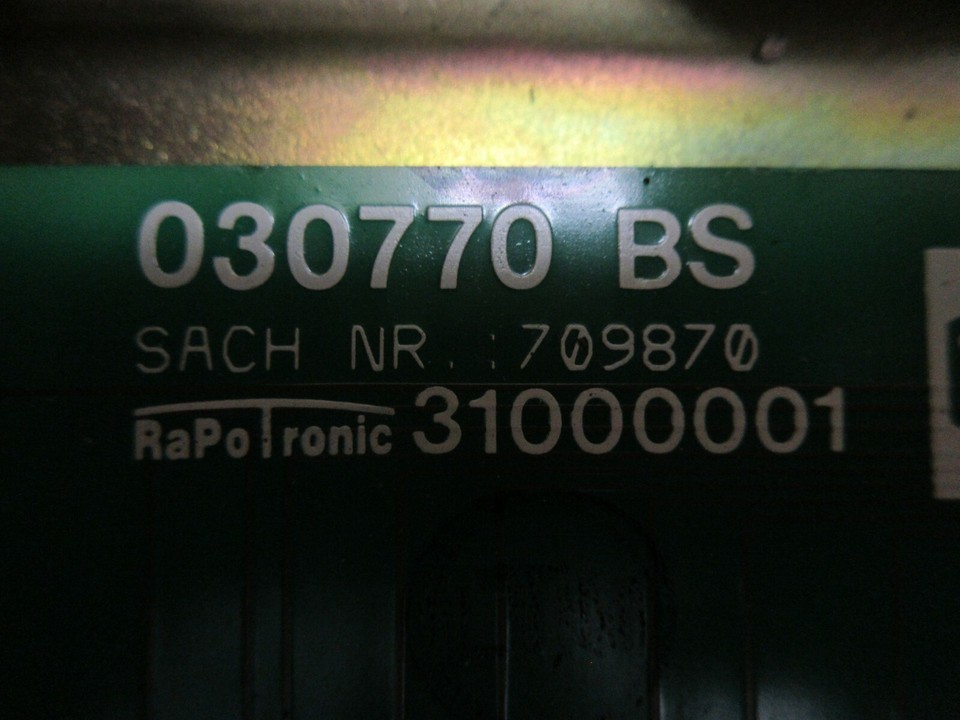 030770 BS
SACH NR. : 709870
RaPoTronic 31000001